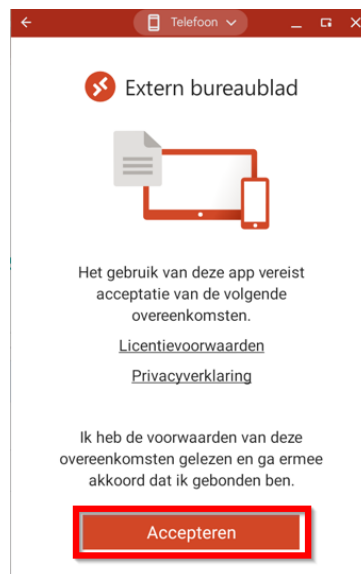 Telefoon
Extern bureaublad
Het gebruik van deze app vereist
acceptatie van de volgende
overeenkomsten.
Licentievoorwaarden
Privacyverklaring
Ik heb de voorwaarden van deze
overeenkomsten gelezen en ga ermee
akkoord dat ik gebonden ben.
Accepteren